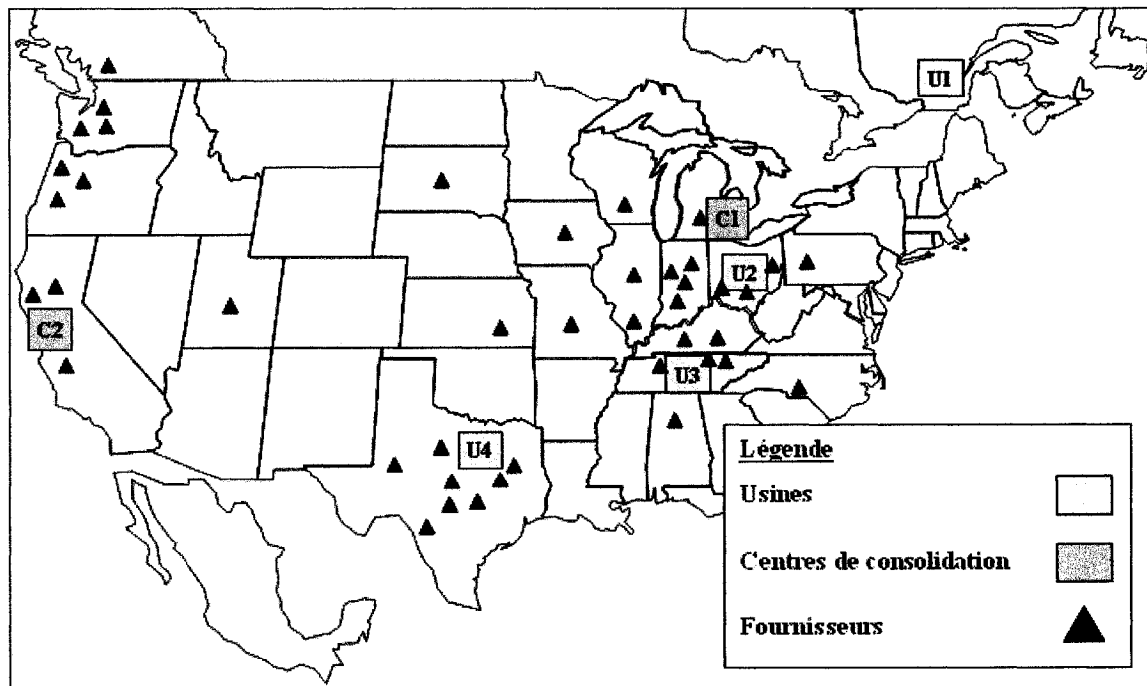 U1
C1
U2
C2
U3
U4
Légende
Usines
Centres de consolidation
Fournisseurs